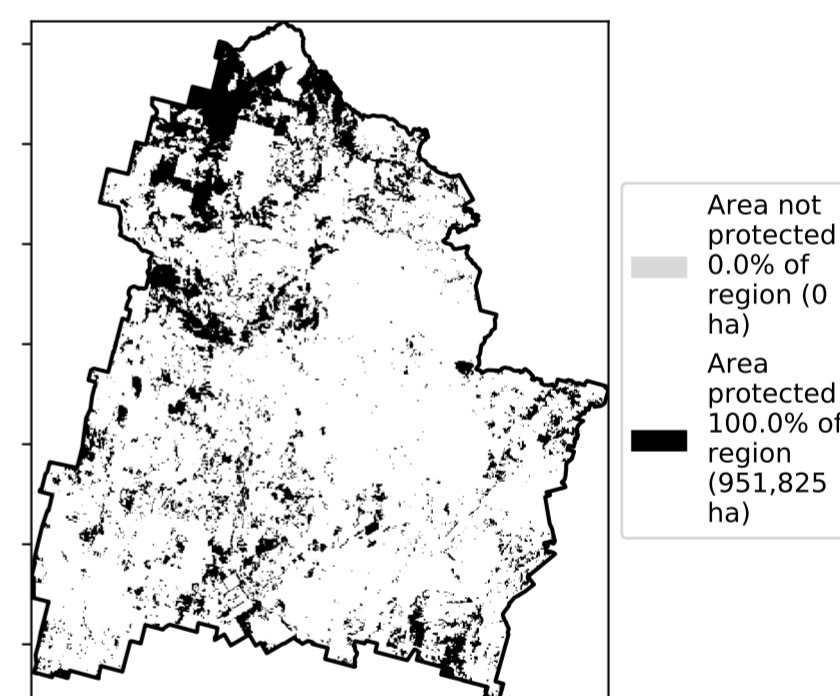 Area not
protected
0.0% of
region (0
ha)
Area
protected
100.0% of
region
(951,825
ha)